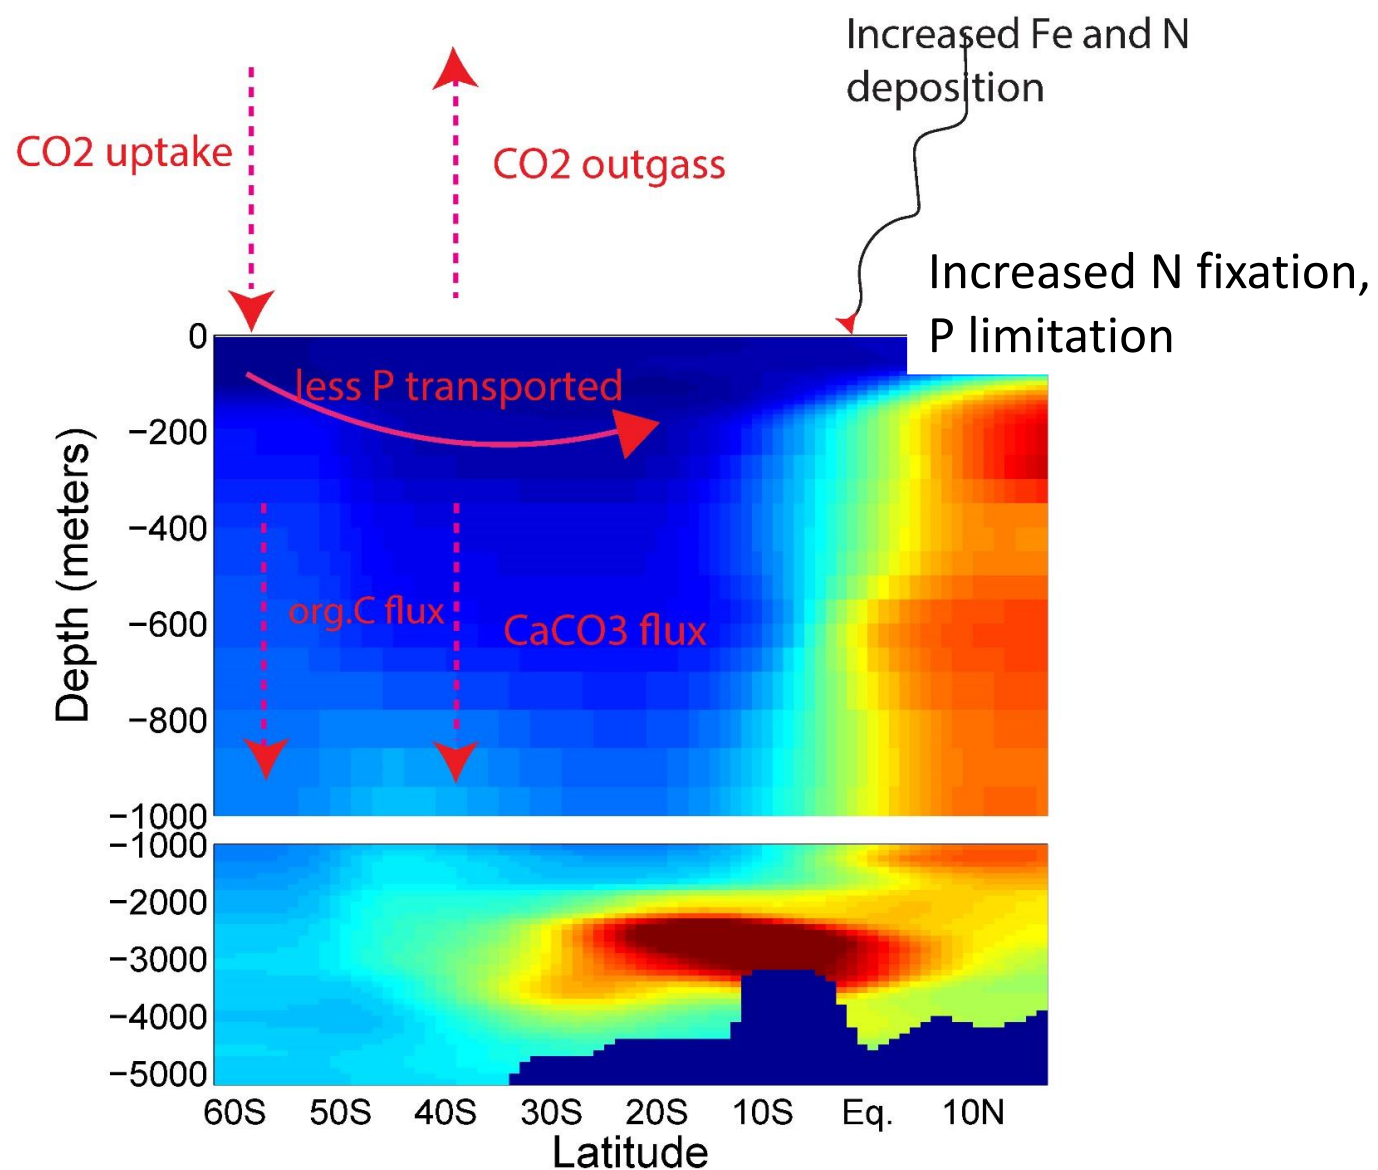 Increased Fe and N
deposition
CO2 uptake
CO2 outgass
Increased N fixation,
P limitation
less P transported
org.C flux
CaCO3 flux
Depth (meters)
0
−200
−400
−600
−800
−1000
−1000
−2000
−3000
−4000
−5000
60S 50S 40S 30S 20S 10S Eq. 10N
Latitude